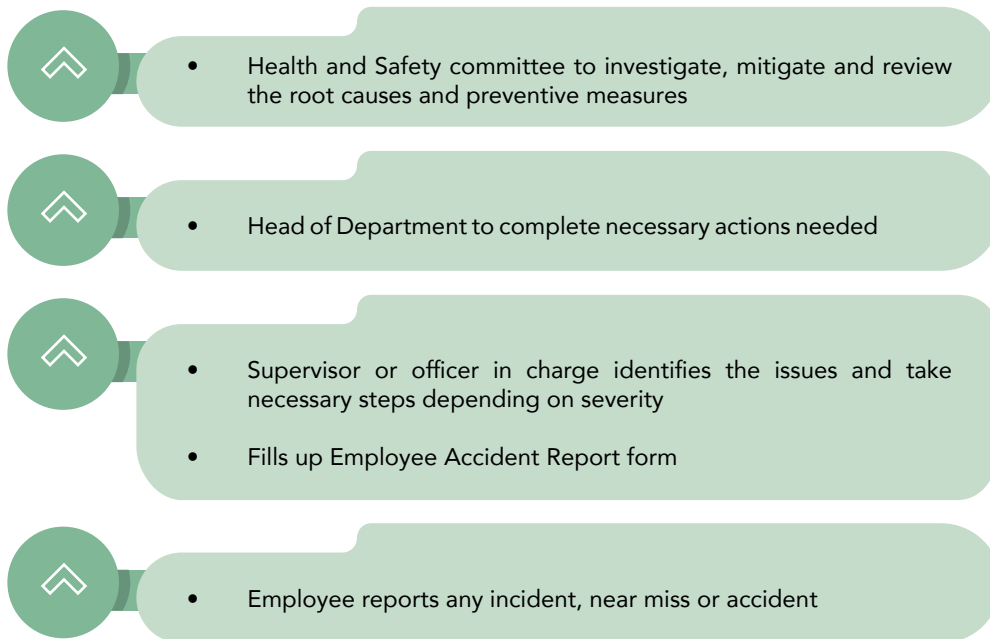 • Health and Safety committee to investigate, mitigate and review
the root causes and preventive measures
• Head of Department to complete necessary actions needed
• Supervisor or officer in charge identifies the issues and take
necessary steps depending on severity
• Fills up Employee Accident Report form
• Employee reports any incident, near miss or accident